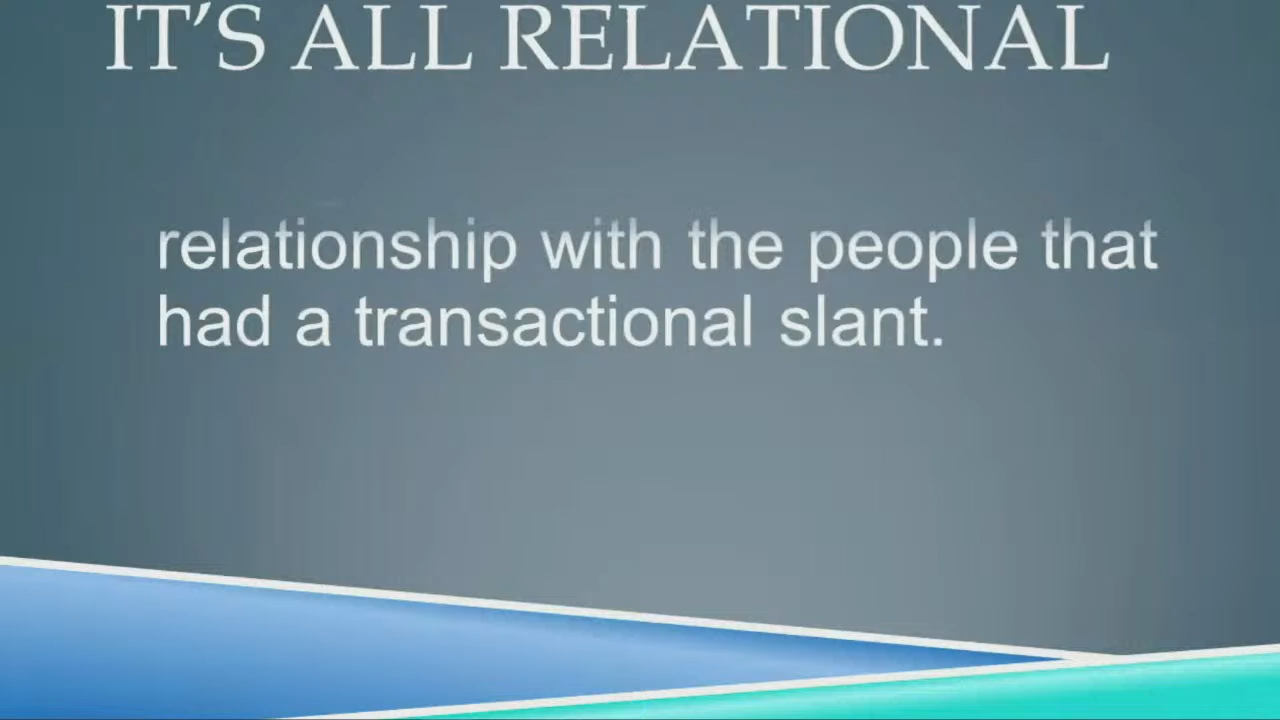 IT’S ALL RELATIONAL
relationship with the people that
had a transactional slant.